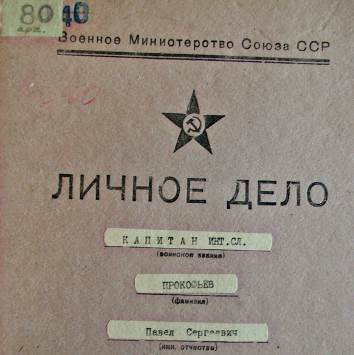 80 40
арх.
Военное Министерство Союза ССР
ЛИЧНОЕ ДЕЛО
КАПИТАН ИНТ.СЛ.
(воинское звание)
ПРОКОФЬЕВ
(фамилия)
Павел Сергеевич
(имя, отчество)